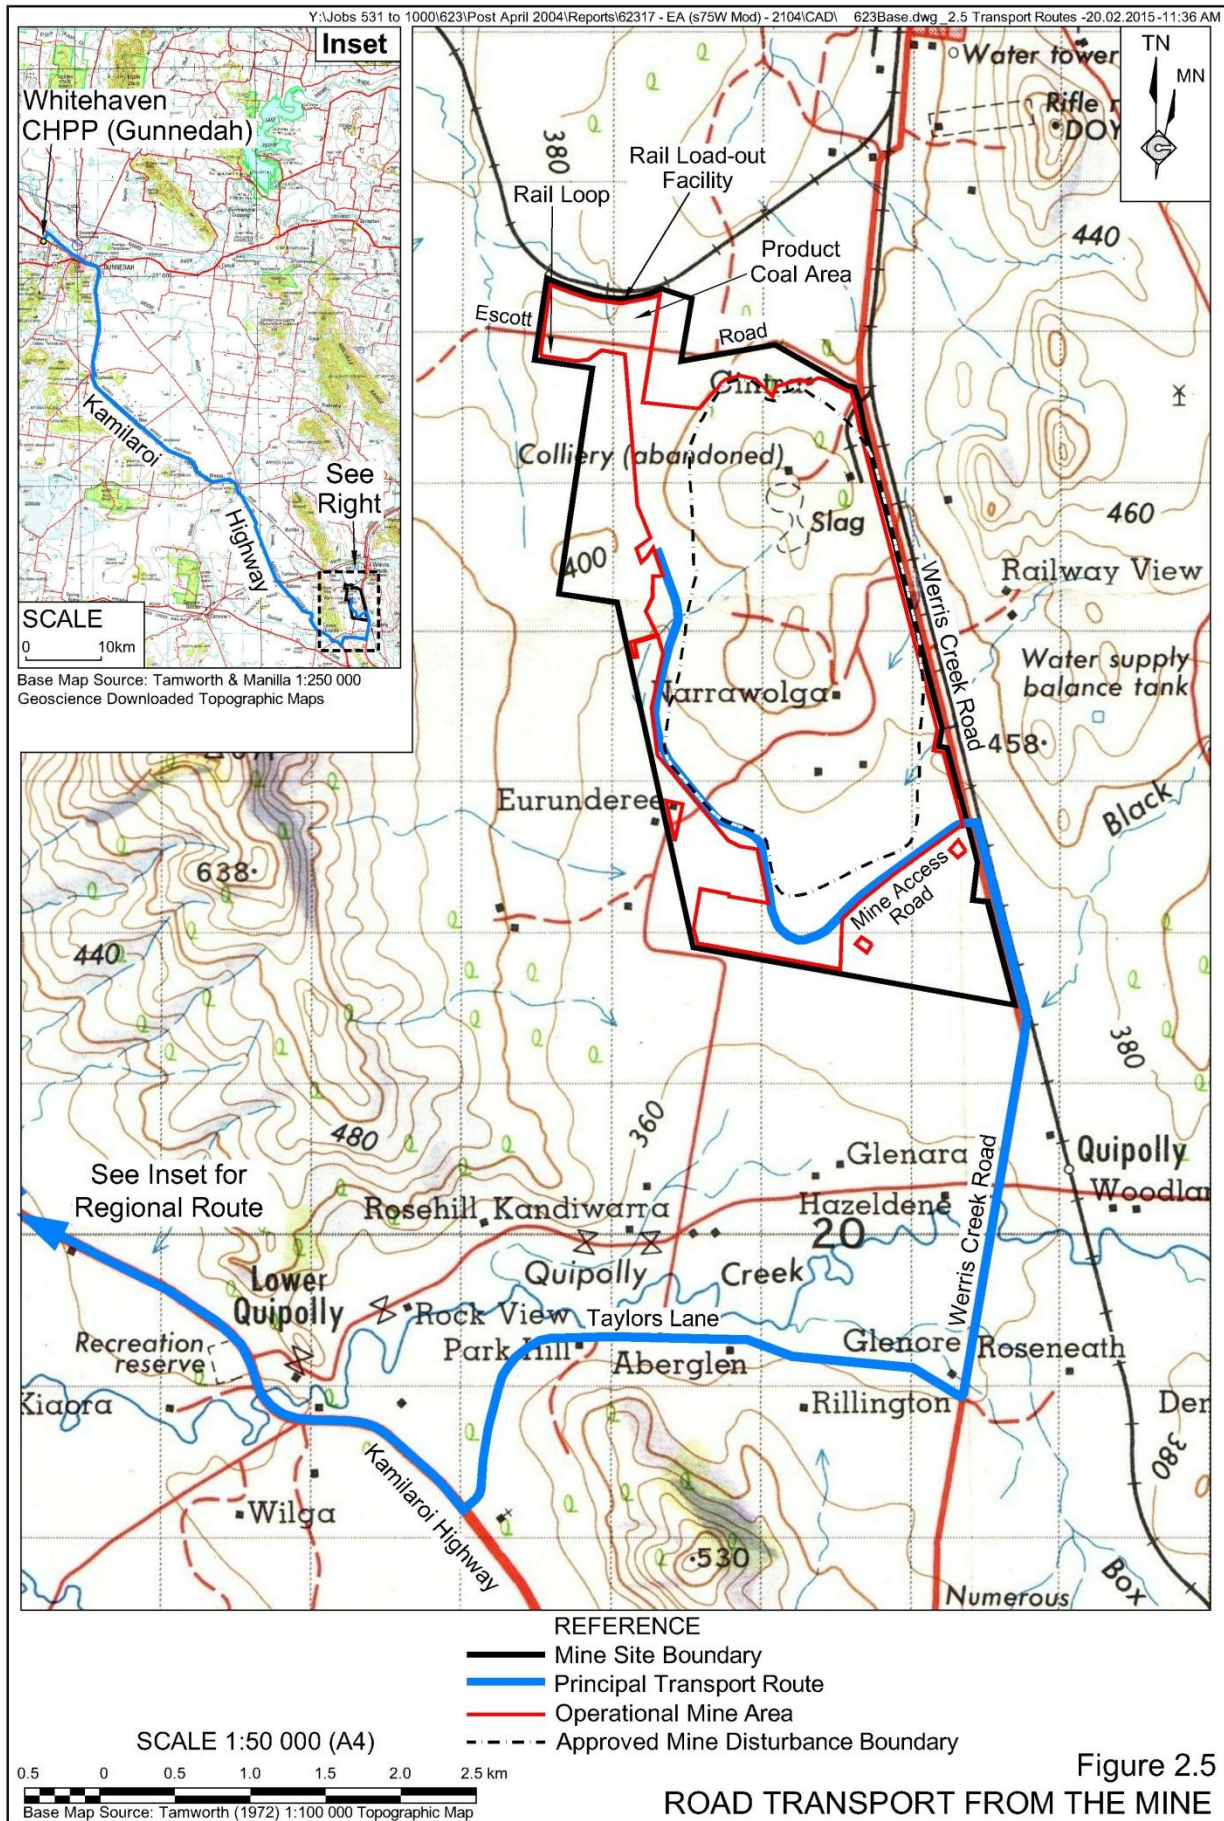 Y:\Jobs 531 to 1000\623\Post April 2004\Reports\62317 - EA (s75W Mod) - 2104\CAD\ 623Base.dwg _2.5 Transport Routes -20.02.2015-11:36 AM
Inset
Whitehaven
CHPP (Gunnedah)
GUNNEDAH
Kamilaroi
Highway
See
Right
SCALE
0 10km
Base Map Source: Tamworth & Manilla 1:250 000
Geoscience Downloaded Topographic Maps
TN
MN
Water tower
Rifle r
DOY
380
440
Rail Load-out
Facility
Rail Loop
Product
Coal Area
Escott
Road
Colliery (abandoned)
Slag
460
400
Werris Creek Road
Railway View
Narrawolga
Water supply
balance tank
458
Eurunderee
Black
638
Mine Access
Road
440
380
480
360
Quipolly
Glenara
Woodlan
See Inset for
Regional Route
Rosehill
Kandiwarra
Hazeldene
20
Werris Creek Road
Quipolly
Creek
Lower
Quipolly
Rock View
Taylors Lane
Recreation
reserve
Park Hill
Aberglen
Glenore
Roseneath
Kiaora
Rillington
Den
380
Kamilaroi Highway
Wilga
530
Numerous
Box
REFERENCE
Mine Site Boundary
Principal Transport Route
Operational Mine Area
Approved Mine Disturbance Boundary
SCALE 1:50 000 (A4)
0.5 0 0.5 1.0 1.5 2.0 2.5 km
Base Map Source: Tamworth (1972) 1:100 000 Topographic Map
Figure 2.5
ROAD TRANSPORT FROM THE MINE